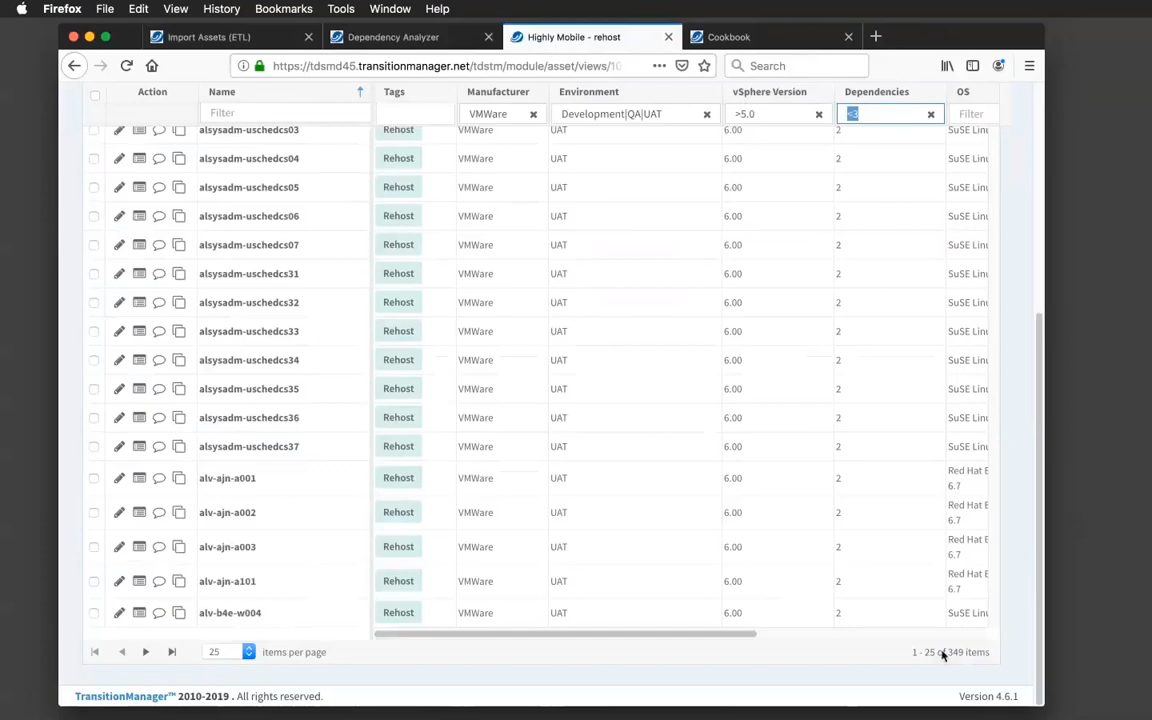 Firefox File Edit View History Bookmarks Tools Window Help
Import Assets (ETL) Dependency Analyzer Highly Mobile - rehost Cookbook
https://tdsmd45.transitionmanager.net/tdstm/module/asset/views/10 Search
Action Name Tags Manufacturer Environment vSphere Version Dependencies OS
Filter VMWare Development|QA|UAT >5.0 <3 Filter
alsysadm-uschedcs03 Rehost VMWare UAT 6.00 2 SuSE Linu
alsysadm-uschedcs04 Rehost VMWare UAT 6.00 2 SuSE Linu
alsysadm-uschedcs05 Rehost VMWare UAT 6.00 2 SuSE Linu
alsysadm-uschedcs06 Rehost VMWare UAT 6.00 2 SuSE Linu
alsysadm-uschedcs07 Rehost VMWare UAT 6.00 2 SuSE Linu
alsysadm-uschedcs31 Rehost VMWare UAT 6.00 2 SuSE Linu
alsysadm-uschedcs32 Rehost VMWare UAT 6.00 2 SuSE Linu
alsysadm-uschedcs33 Rehost VMWare UAT 6.00 2 SuSE Linu
alsysadm-uschedcs34 Rehost VMWare UAT 6.00 2 SuSE Linu
alsysadm-uschedcs35 Rehost VMWare UAT 6.00 2 SuSE Linu
alsysadm-uschedcs36 Rehost VMWare UAT 6.00 2 SuSE Linu
alsysadm-uschedcs37 Rehost VMWare UAT 6.00 2 SuSE Linu
alv-ajn-a001 Rehost VMWare UAT 6.00 2 Red Hat E
6.7
alv-ajn-a002 Rehost VMWare UAT 6.00 2 Red Hat E
6.7
alv-ajn-a003 Rehost VMWare UAT 6.00 2 Red Hat E
6.7
alv-ajn-a101 Rehost VMWare UAT 6.00 2 Red Hat E
6.7
alv-b4e-w004 Rehost VMWare UAT 6.00 2 SuSE Linu
25 items per page 1 - 25 of 349 items
TransitionManager™ 2010-2019 . All rights reserved. Version 4.6.1